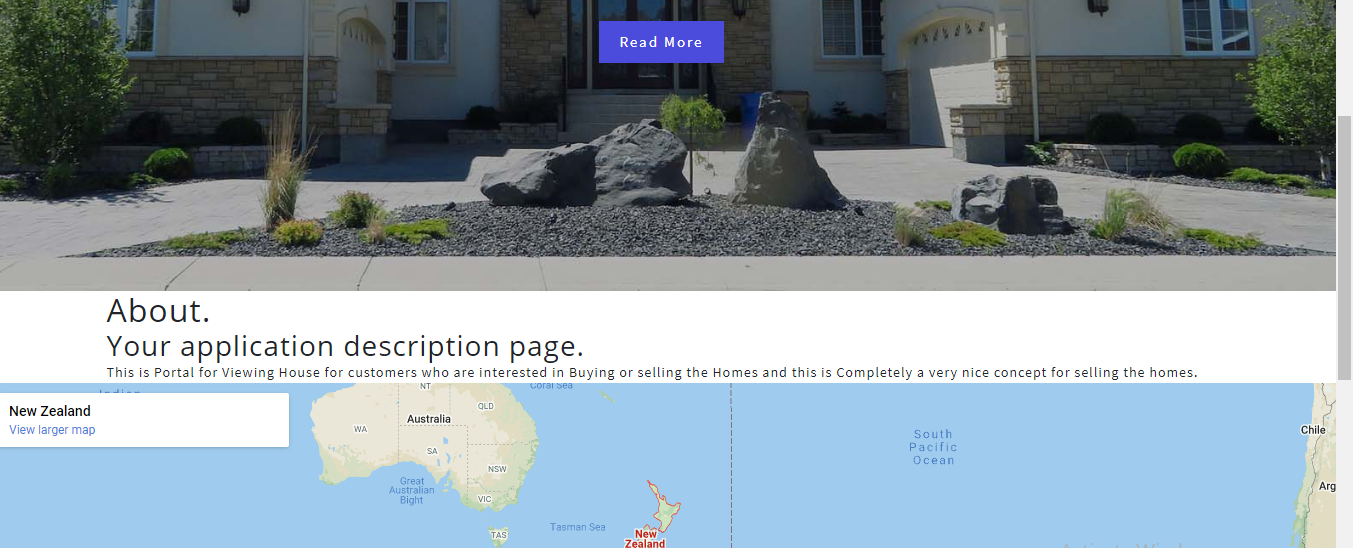 Read More
About.
Your application description page.
This is Portal for Viewing House for customers who are interested in Buying or selling the Homes and this is Completely a very nice concept for selling the homes.
Indian
NT
Coral Sea
New Zealand
View larger map
QLD
Australia
WA
SA
NSW
Great
Australian
Bight
VIC
TAS
Tasman Sea
New
Zealand
South
Pacific
Ocean
Chile
Arg